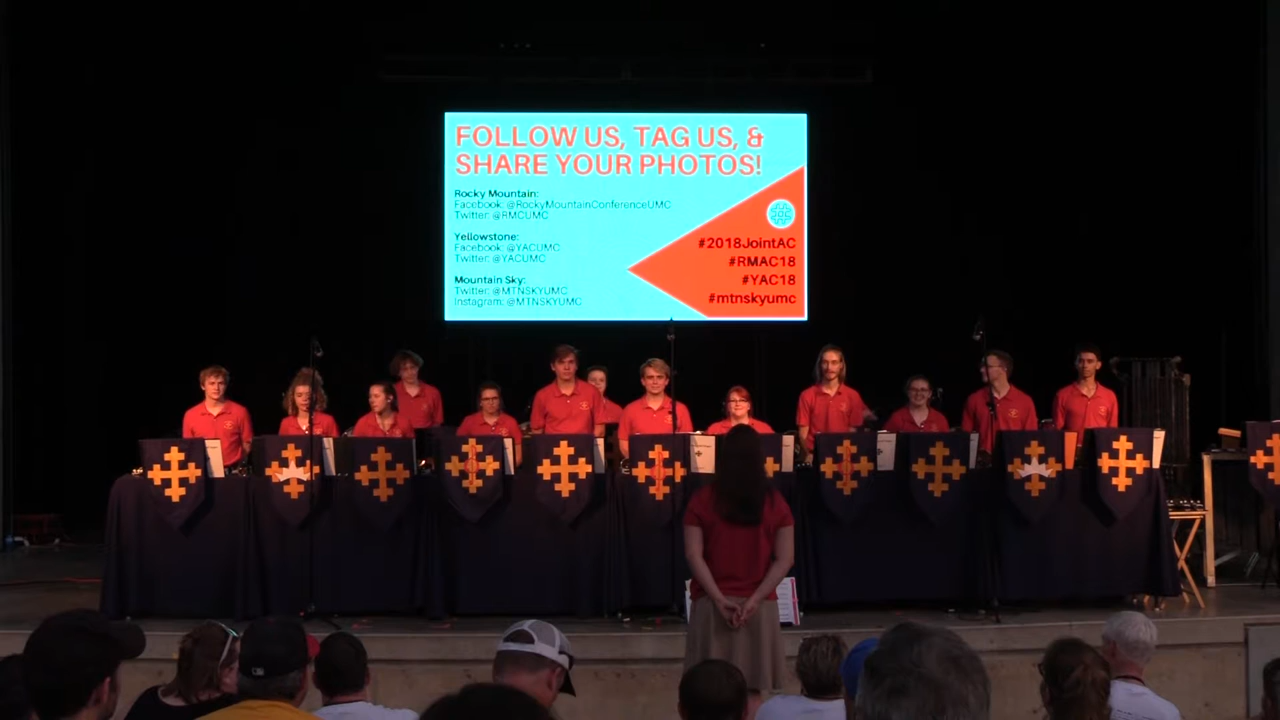 FOLLOW US, TAG US, &
SHARE YOUR PHOTOS!
Rocky Mountain:
Facebook: @RockyMountainConferenceUMC
Twitter: @RMCUMC
Yellowstone:
Facebook: @YACUMC
Twitter: @YACUMC
Mountain Sky:
Twitter: @MTNSKYUMC
Instagram: @MTNSKYUMC
#2018JointAC
#RMAC18
#YAC18
#mtnskyumc